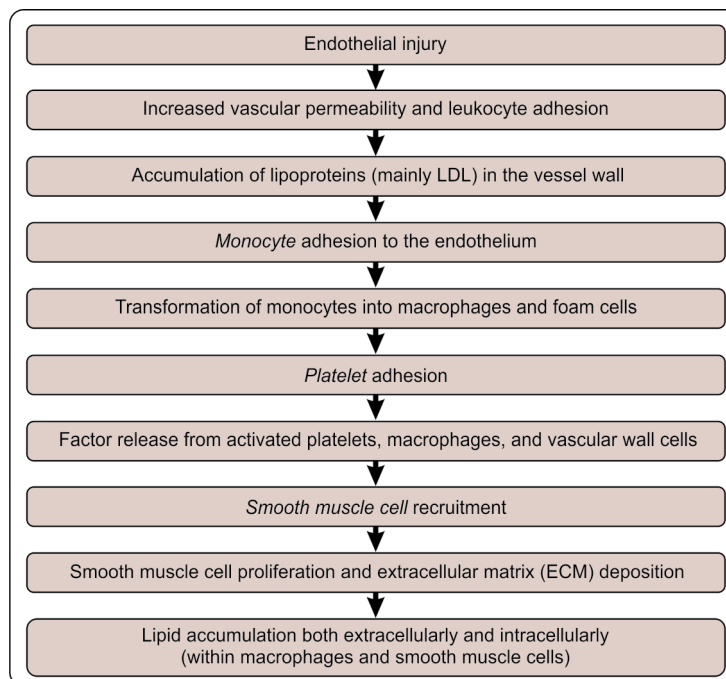 Endothelial injury
Increased vascular permeability and leukocyte adhesion
Accumulation of lipoproteins (mainly LDL) in the vessel wall
Monocyte adhesion to the endothelium
Transformation of monocytes into macrophages and foam cells
Platelet adhesion
Factor release from activated platelets, macrophages, and vascular wall cells
Smooth muscle cell recruitment
Smooth muscle cell proliferation and extracellular matrix (ECM) deposition
Lipid accumulation both extracellularly and intracellularly
(within macrophages and smooth muscle cells)